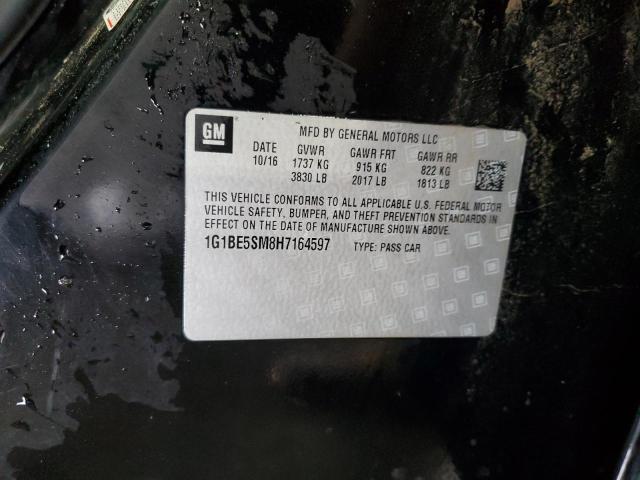 GM
MFD BY GENERAL MOTORS LLC
DATE GVWR GAWR FRT GAWR RR
10/16 1737 KG 915 KG 822 KG
3830 LB 2017 LB 1813 LB
THIS VEHICLE CONFORMS TO ALL APPLICABLE U.S. FEDERAL MOTOR
VEHICLE SAFETY, BUMPER, AND THEFT PREVENTION STANDARDS IN
EFFECT ON THE DATE OF MANUFACTURE SHOWN ABOVE.
1G1BE5SM8H7164597 TYPE: PASS CAR